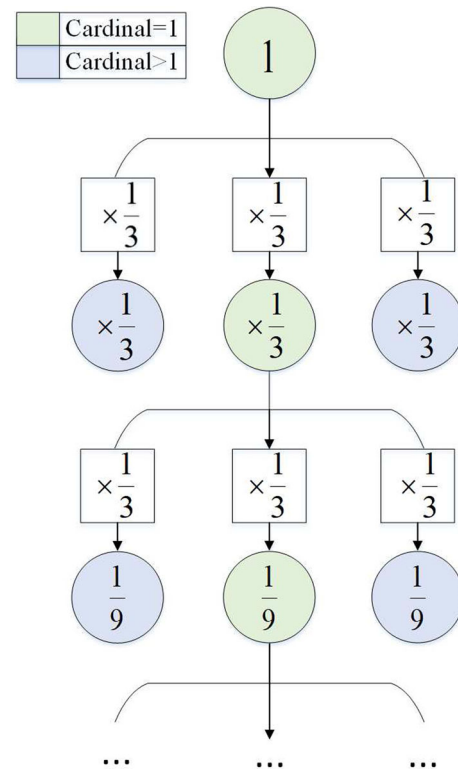 Cardinal=1
Cardinal>1
1
×1/3 ×1/3 ×1/3
×1/3 ×1/3 ×1/3
×1/3 ×1/3 ×1/3
1/9 1/9 1/9
... ... ...